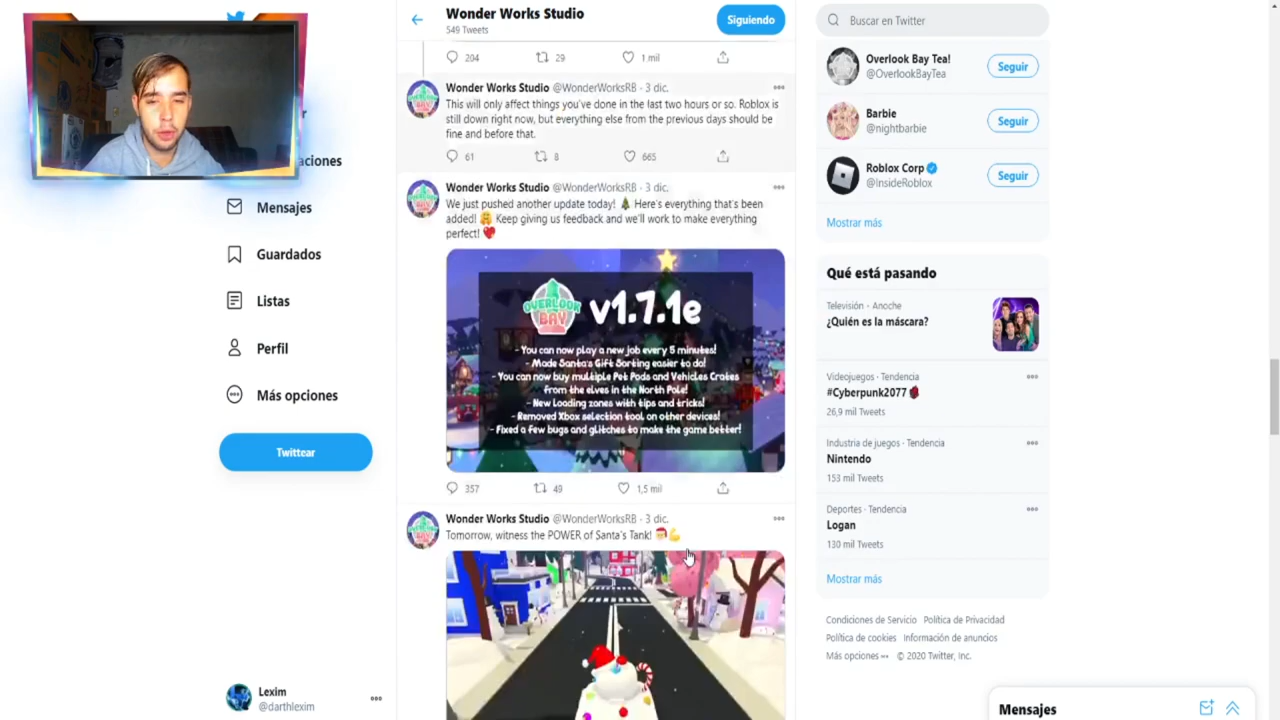 Wonder Works Studio
549 Tweets
Siguiendo
204
29
1 mil
Wonder Works Studio @WonderWorksRB · 3 dic.
This will only affect things you've done in the last two hours or so. Roblox is
still down right now, but everything else from the previous days should be
fine and before that.
61
8
665
Wonder Works Studio @WonderWorksRB · 3 dic.
We just pushed another update today! 🎄 Here's everything that's been
added! 🤗 Keep giving us feedback and we'll work to make everything
perfect! ❤️
OVERLOOK
BAY
v1.7.1e
- You can now play a new job every 5 minutes!
- Made Santa's Gift Sorting easier to do!
- You can now buy multiple Pet Pods and Vehicles Crates
from the elves in the North Pole!
- New Loading zones with tips and tricks!
- Removed Xbox selection tool on other devices!
- Fixed a few bugs and glitches to make the game better!
357
49
1,5 mil
Wonder Works Studio @WonderWorksRB · 3 dic.
Tomorrow, witness the POWER of Santa's Tank! 🎅💪
aciones
Mensajes
Guardados
Listas
Perfil
Más opciones
Twittear
Lexim
@darthlexim
Buscar en Twitter
Overlook Bay Tea!
@OverlookBayTea
Seguir
Barbie
@nightbarbie
Seguir
Roblox Corp
@InsideRoblox
Seguir
Mostrar más
Qué está pasando
Televisión · Anoche
¿Quién es la máscara?
Videojuegos · Tendencia
#Cyberpunk2077
26,9 mil Tweets
Industria de juegos · Tendencia
Nintendo
153 mil Tweets
Deportes · Tendencia
Logan
130 mil Tweets
Mostrar más
Condiciones de Servicio Política de Privacidad
Política de cookies Información de anuncios
Más opciones © 2020 Twitter, Inc.
Mensajes